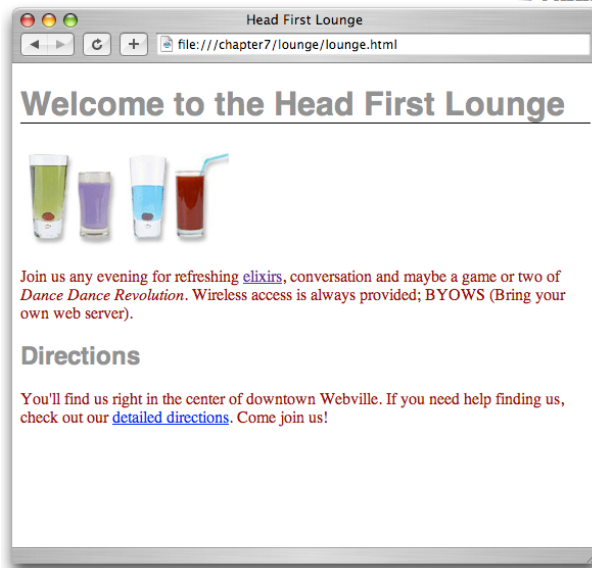 Head First Lounge
file:///chapter7/lounge/lounge.html
Welcome to the Head First Lounge
Join us any evening for refreshing elixirs, conversation and maybe a game or two of
Dance Dance Revolution. Wireless access is always provided; BYOWS (Bring your
own web server).
Directions
You'll find us right in the center of downtown Webville. If you need help finding us,
check out our detailed directions. Come join us!